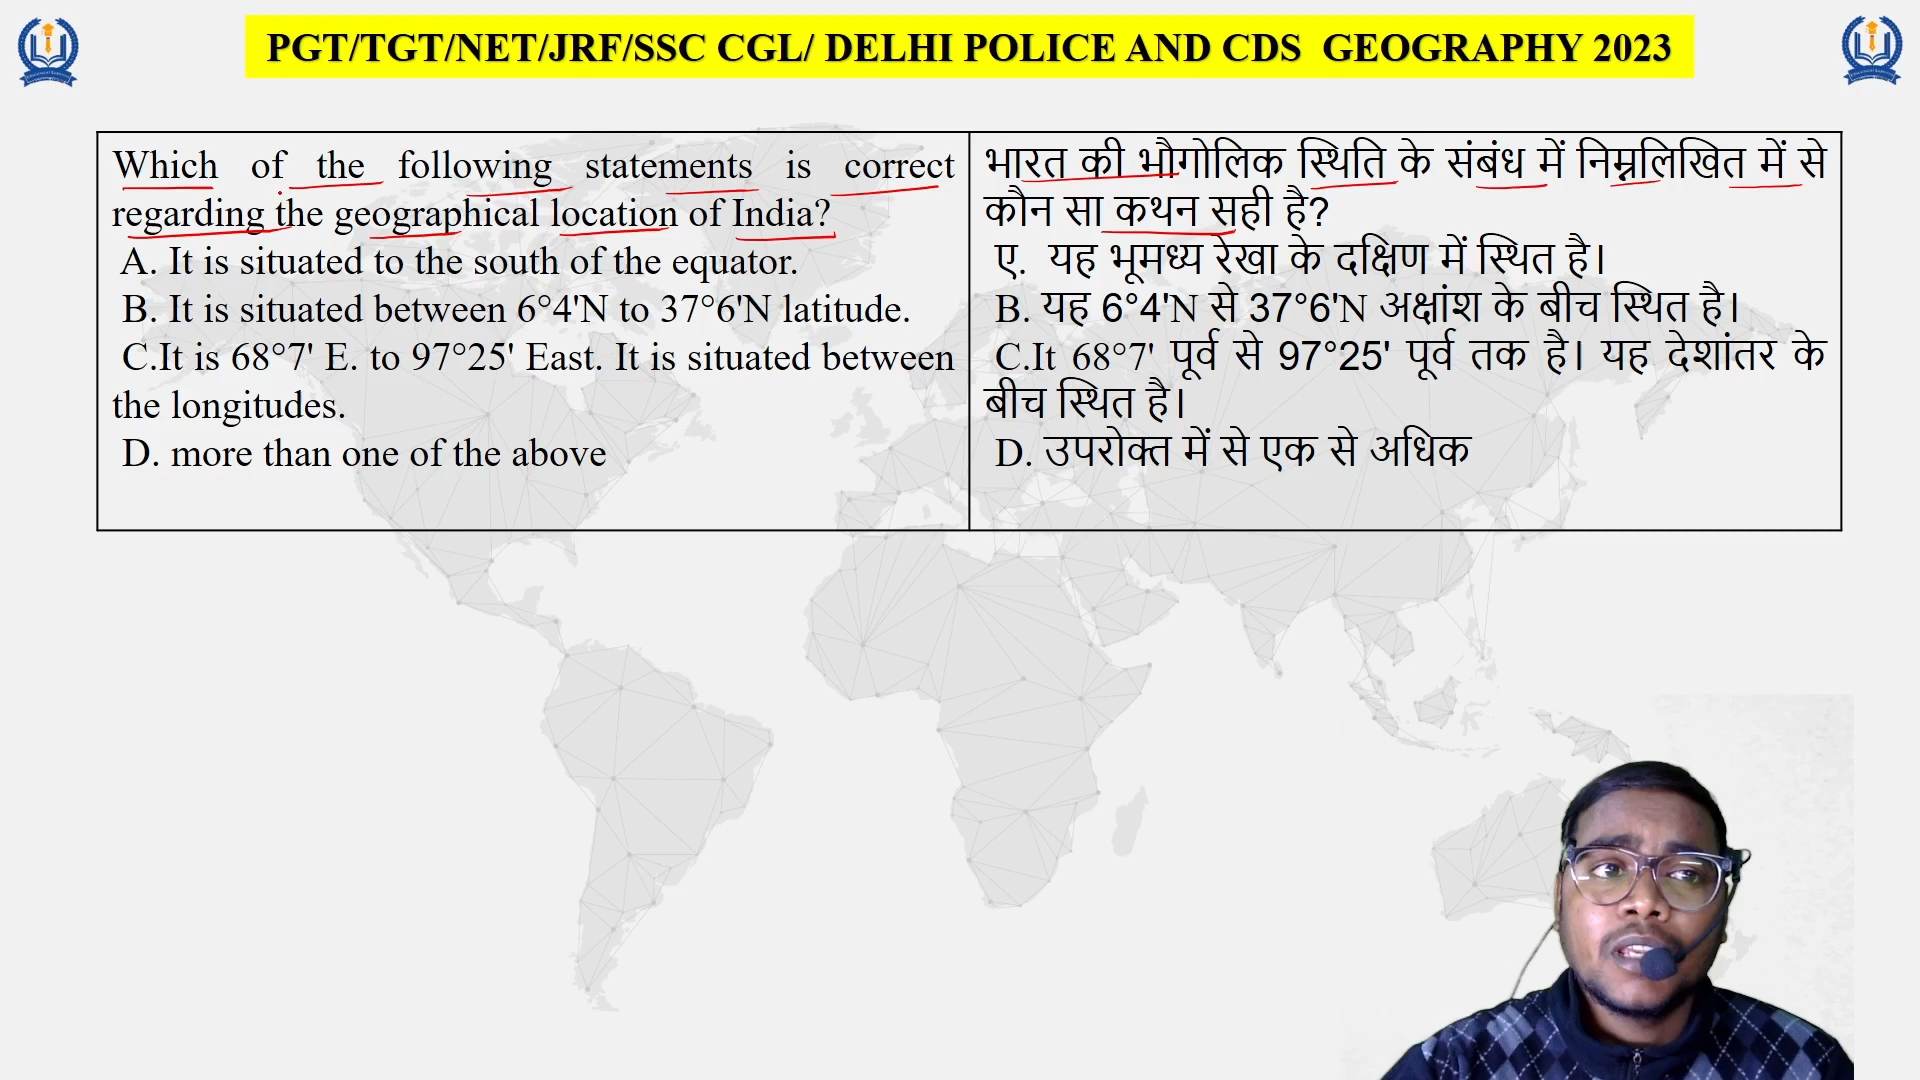 PGT/TGT/NET/JRF/SSC CGL/ DELHI POLICE AND CDS  GEOGRAPHY 2023
Which of the following statements is correct
regarding the geographical location of India?
A. It is situated to the south of the equator.
B. It is situated between 6°4'N to 37°6'N latitude.
C.It is 68°7' E. to 97°25' East. It is situated between
the longitudes.
D. more than one of the above
भारत की भौगोलिक स्थिति के संबंध में निम्नलिखित में से
कौन सा कथन सही है?
ए.  यह भूमध्य रेखा के दक्षिण में स्थित है।
B. यह 6°4'N से 37°6'N अक्षांश के बीच स्थित है।
C.It 68°7' पूर्व से 97°25' पूर्व तक है। यह देशांतर के
बीच स्थित है।
D. उपरोक्त में से एक से अधिक